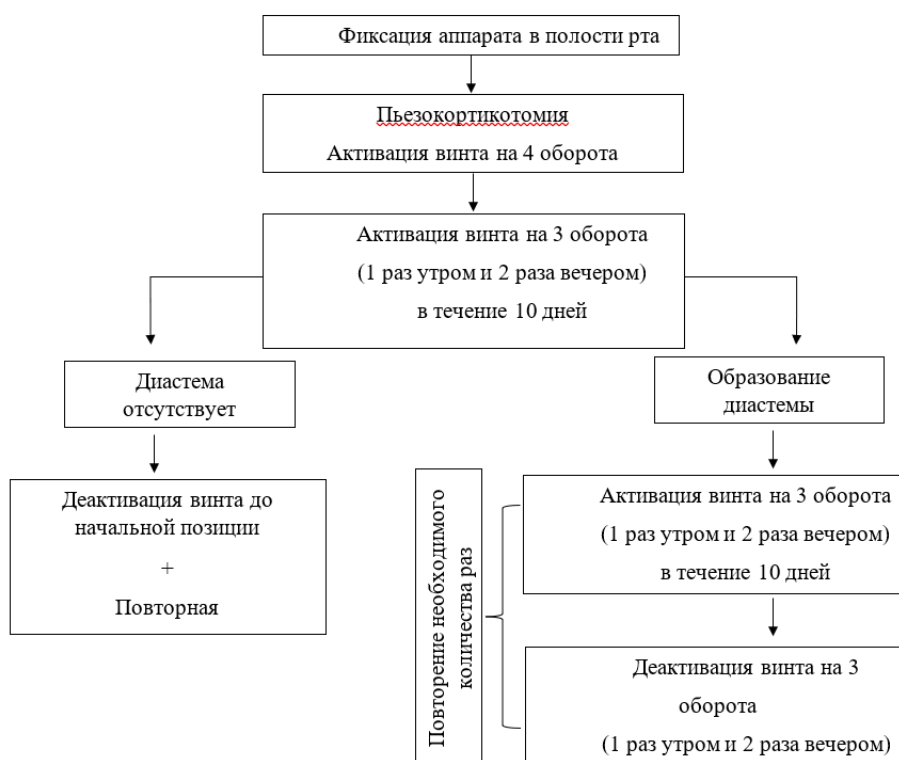 Фиксация аппарата в полости рта
Пьезокортикотомия
Активация винта на 4 оборота
Активация винта на 3 оборота
(1 раз утром и 2 раза вечером)
в течение 10 дней
Диастема
отсутствует
Деактивация винта до
начальной позиции
+
Повторная
Образование
диастемы
Повторение необходимого
количества раз
Активация винта на 3 оборота
(1 раз утром и 2 раза вечером)
в течение 10 дней
Деактивация винта на 3
оборота
(1 раз утром и 2 раза вечером)